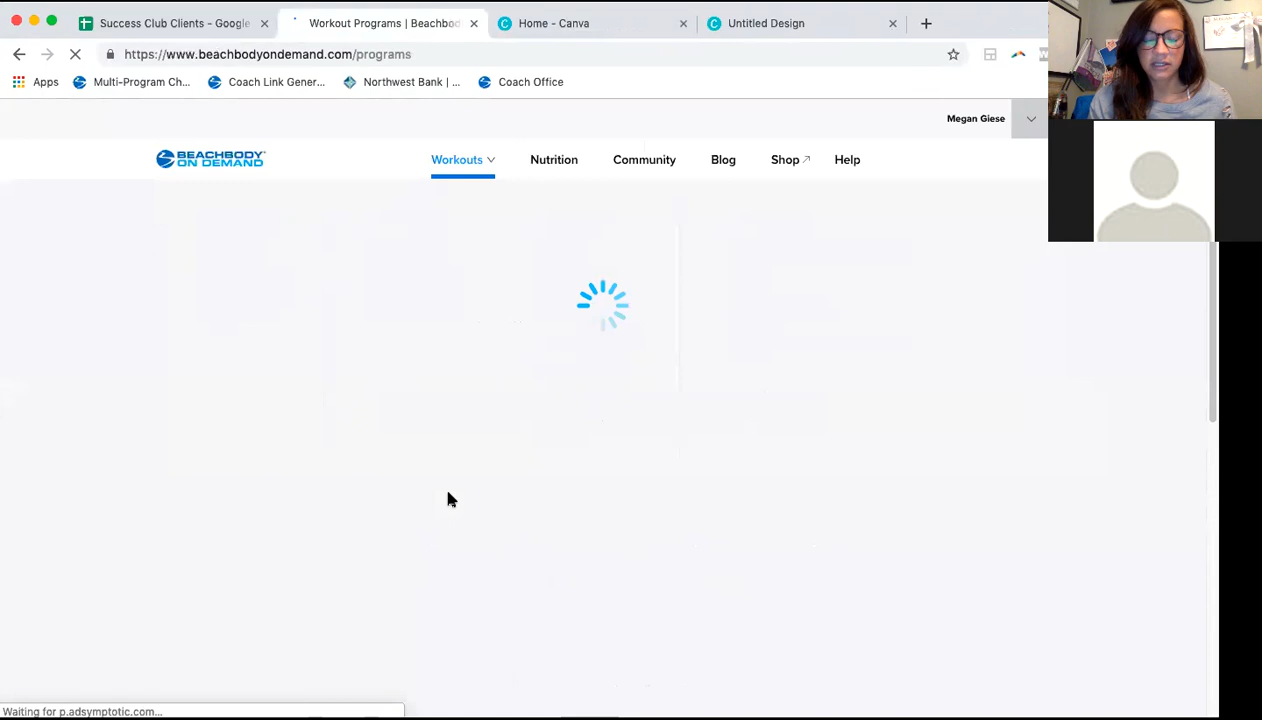 Success Club Clients - Google
Workout Programs | Beachbod
Home - Canva
Untitled Design
https://www.beachbodyondemand.com/programs
Apps
Multi-Program Ch...
Coach Link Gener...
Northwest Bank | ...
Coach Office
Megan Giese
BEACHBODY
ON DEMAND
Workouts
Nutrition
Community
Blog
Shop
Help
Waiting for p.adsymptotic.com...